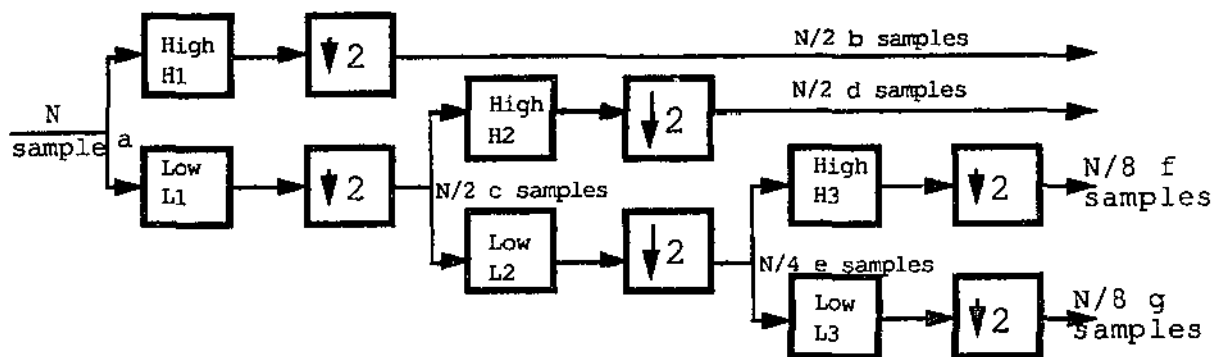 High
H1
↓ 2
N/2 b samples
N
sample a
Low
L1
↓ 2
High
H2
↓ 2
N/2 d samples
N/2 c samples
Low
L2
↓ 2
High
H3
↓ 2
N/8 f
samples
N/4 e samples
Low
L3
↓ 2
N/8 g
samples